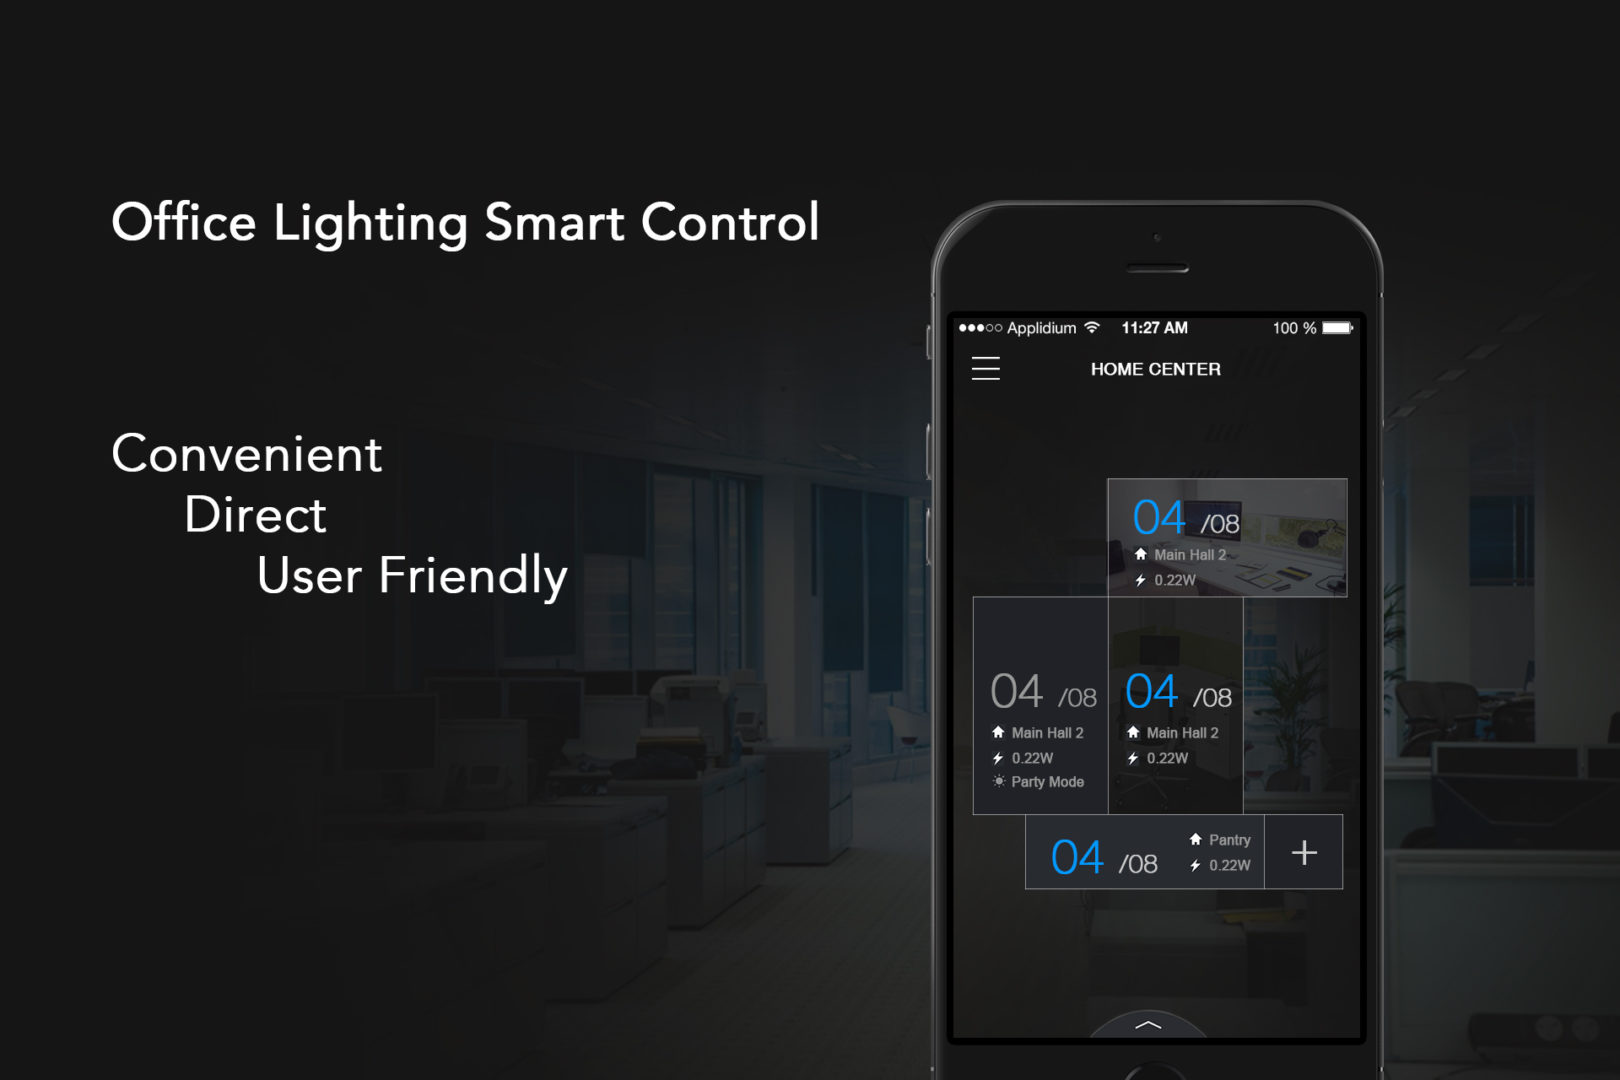 Office Lighting Smart Control
Convenient
Direct
User Friendly
Applidium 11:27 AM 100 %
HOME CENTER
04 /08
Main Hall 2
0.22W
04 /08
Main Hall 2
0.22W
Party Mode
04 /08
Main Hall 2
0.22W
04 /08
Pantry
0.22W
+